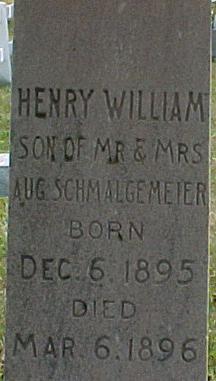 HENRY WILLIAM
SON OF MR & MRS
AUG. SCHMALGEMEIER
BORN
DEC. 6. 1895
DIED
MAR. 6. 1896